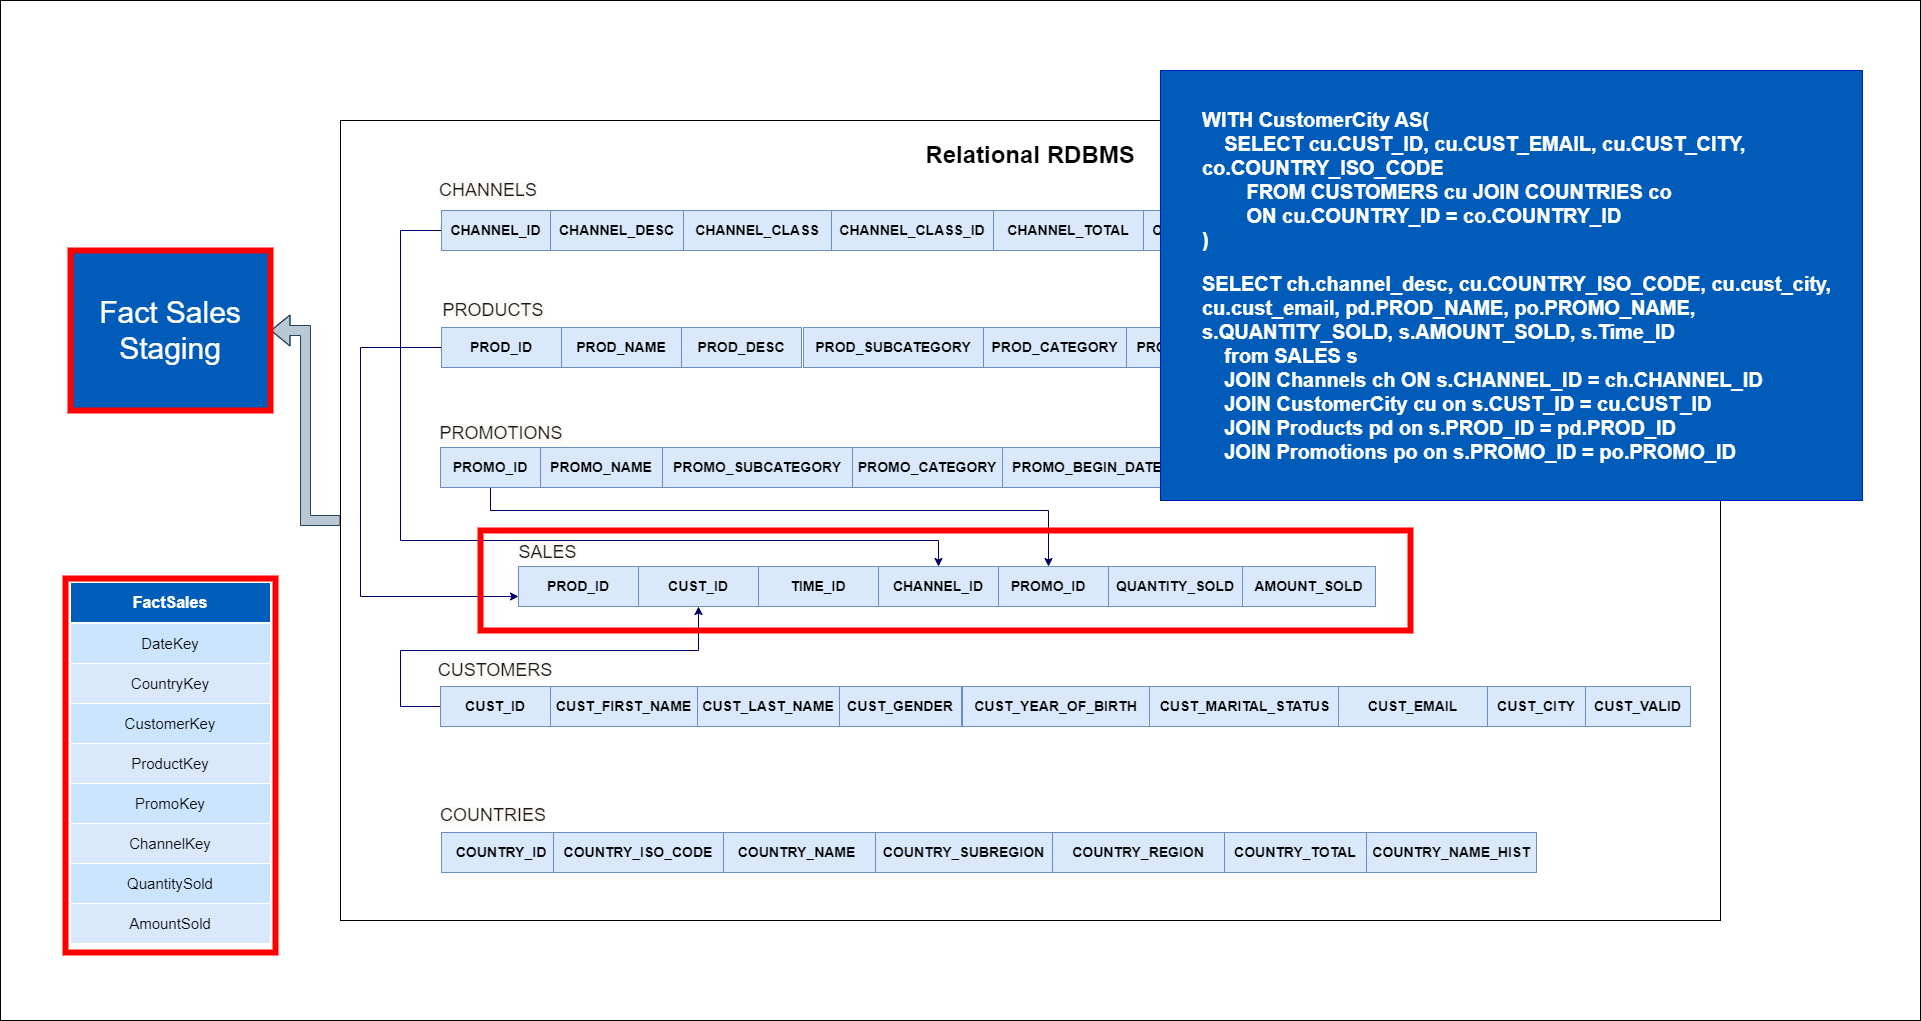 Relational RDBMS
CHANNELS
CHANNEL_ID CHANNEL_DESC CHANNEL_CLASS CHANNEL_CLASS_ID CHANNEL_TOTAL
PRODUCTS
PROD_ID PROD_NAME PROD_DESC PROD_SUBCATEGORY PROD_CATEGORY
PROMOTIONS
PROMO_ID PROMO_NAME PROMO_SUBCATEGORY PROMO_CATEGORY PROMO_BEGIN_DATE
SALES
PROD_ID CUST_ID TIME_ID CHANNEL_ID PROMO_ID QUANTITY_SOLD AMOUNT_SOLD
CUSTOMERS
CUST_ID CUST_FIRST_NAME CUST_LAST_NAME CUST_GENDER CUST_YEAR_OF_BIRTH CUST_MARITAL_STATUS CUST_EMAIL CUST_CITY CUST_VALID
COUNTRIES
COUNTRY_ID COUNTRY_ISO_CODE COUNTRY_NAME COUNTRY_SUBREGION COUNTRY_REGION COUNTRY_TOTAL COUNTRY_NAME_HIST
WITH CustomerCity AS(
SELECT cu.CUST_ID, cu.CUST_EMAIL, cu.CUST_CITY,
co.COUNTRY_ISO_CODE
FROM CUSTOMERS cu JOIN COUNTRIES co
ON cu.COUNTRY_ID = co.COUNTRY_ID
)
SELECT ch.channel_desc, cu.COUNTRY_ISO_CODE, cu.cust_city,
cu.cust_email, pd.PROD_NAME, po.PROMO_NAME,
s.QUANTITY_SOLD, s.AMOUNT_SOLD, s.Time_ID
from SALES s
JOIN Channels ch ON s.CHANNEL_ID = ch.CHANNEL_ID
JOIN CustomerCity cu on s.CUST_ID = cu.CUST_ID
JOIN Products pd on s.PROD_ID = pd.PROD_ID
JOIN Promotions po on s.PROMO_ID = po.PROMO_ID
Fact Sales
Staging
FactSales
DateKey
CountryKey
CustomerKey
ProductKey
PromoKey
ChannelKey
QuantitySold
AmountSold